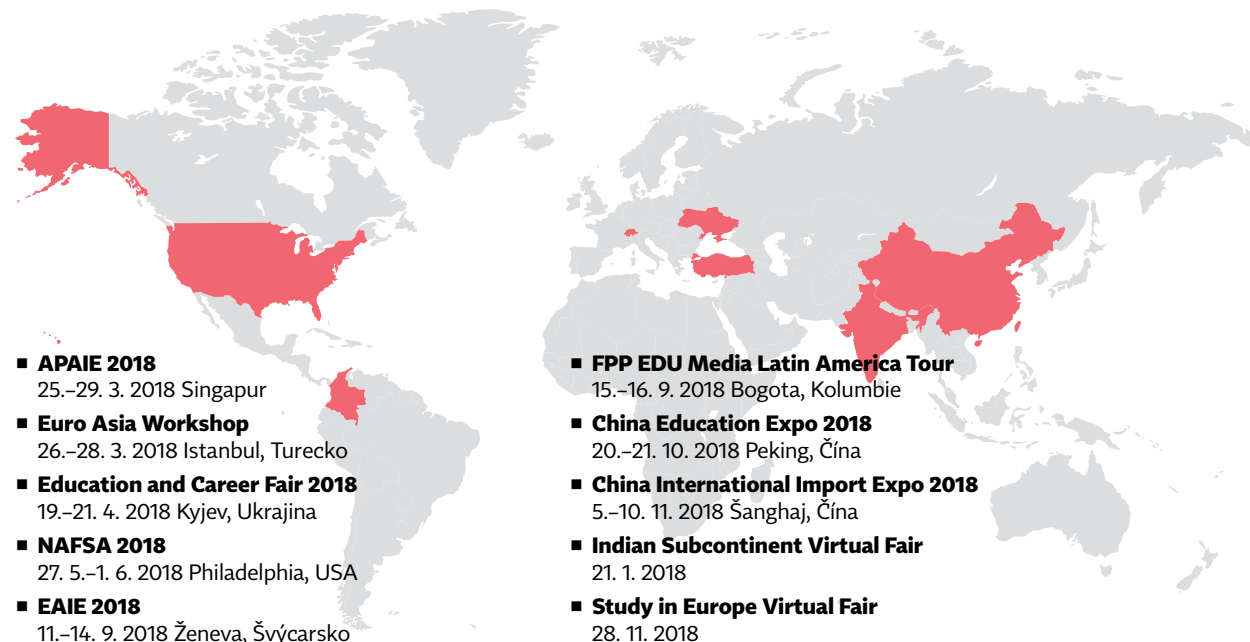 ■ APAIE 2018
25.–29. 3. 2018 Singapur
■ Euro Asia Workshop
26.–28. 3. 2018 Istanbul, Turecko
■ Education and Career Fair 2018
19.–21. 4. 2018 Kyjev, Ukrajina
■ NAFSA 2018
27. 5.–1. 6. 2018 Philadelphia, USA
■ EAIE 2018
11.–14. 9. 2018 Ženeva, Švýcarsko
■ FPP EDU Media Latin America Tour
15.–16. 9. 2018 Bogota, Kolumbie
■ China Education Expo 2018
20.–21. 10. 2018 Peking, Čína
■ China International Import Expo 2018
5.–10. 11. 2018 Šanghaj, Čína
■ Indian Subcontinent Virtual Fair
21. 1. 2018
■ Study in Europe Virtual Fair
28. 11. 2018